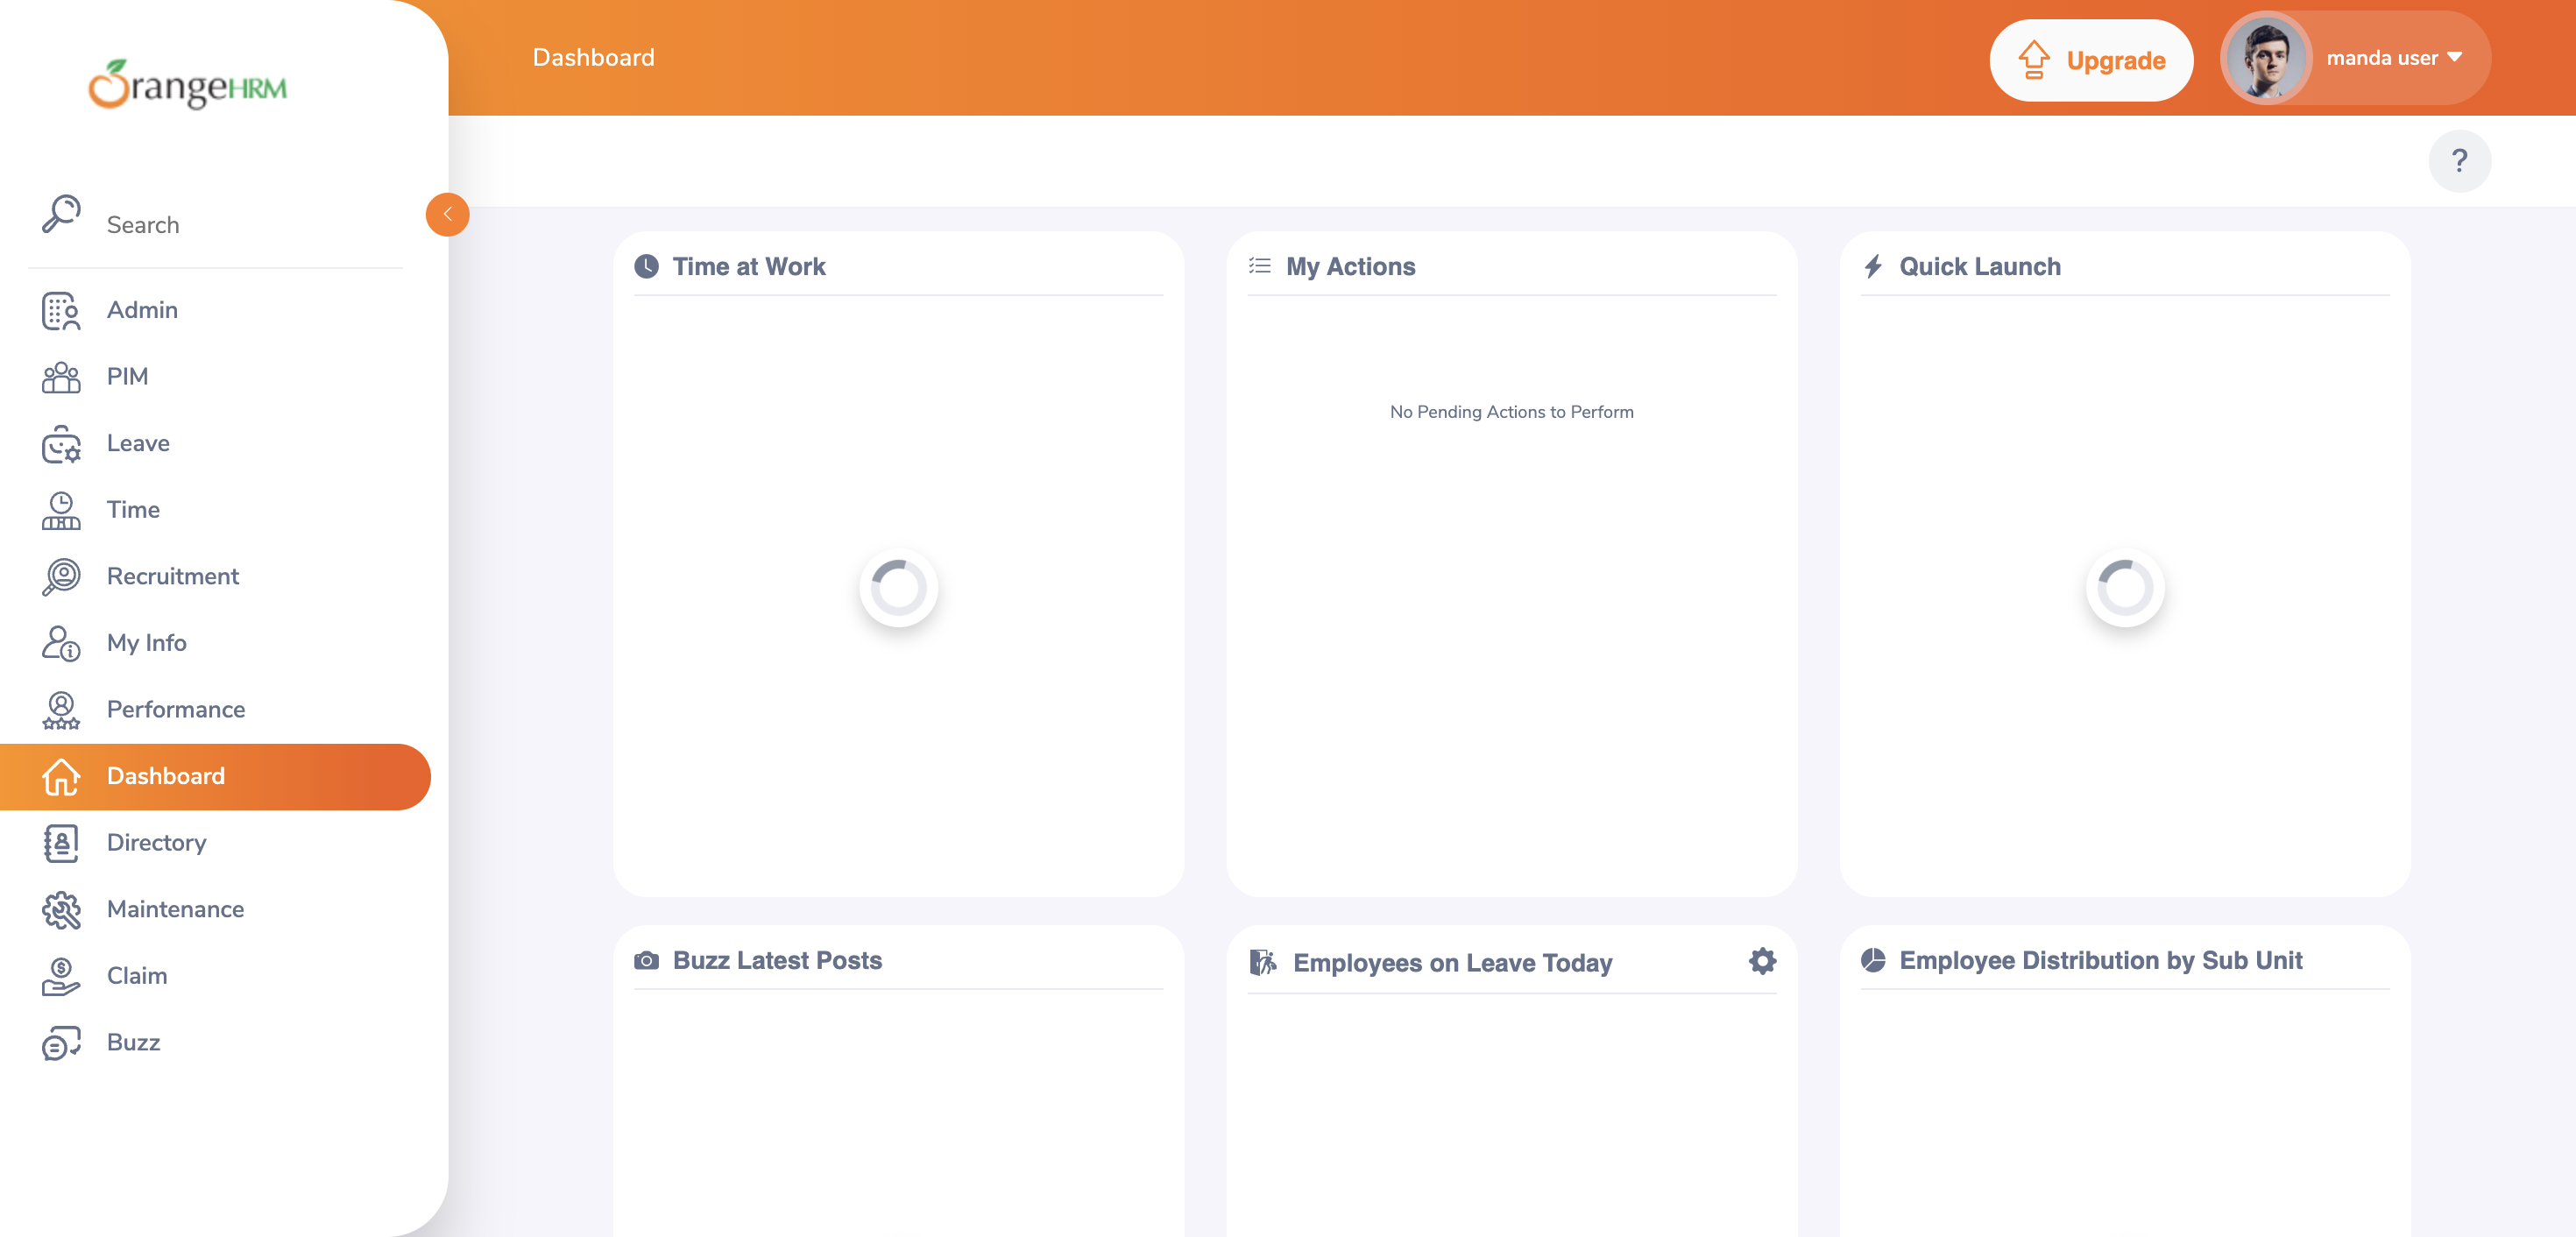 OrangeHRM
Search
Admin
PIM
Leave
Time
Recruitment
My Info
Performance
Dashboard
Directory
Maintenance
Claim
Buzz
Dashboard
Upgrade
manda user
?
Time at Work
My Actions
No Pending Actions to Perform
Quick Launch
Buzz Latest Posts
Employees on Leave Today
Employee Distribution by Sub Unit